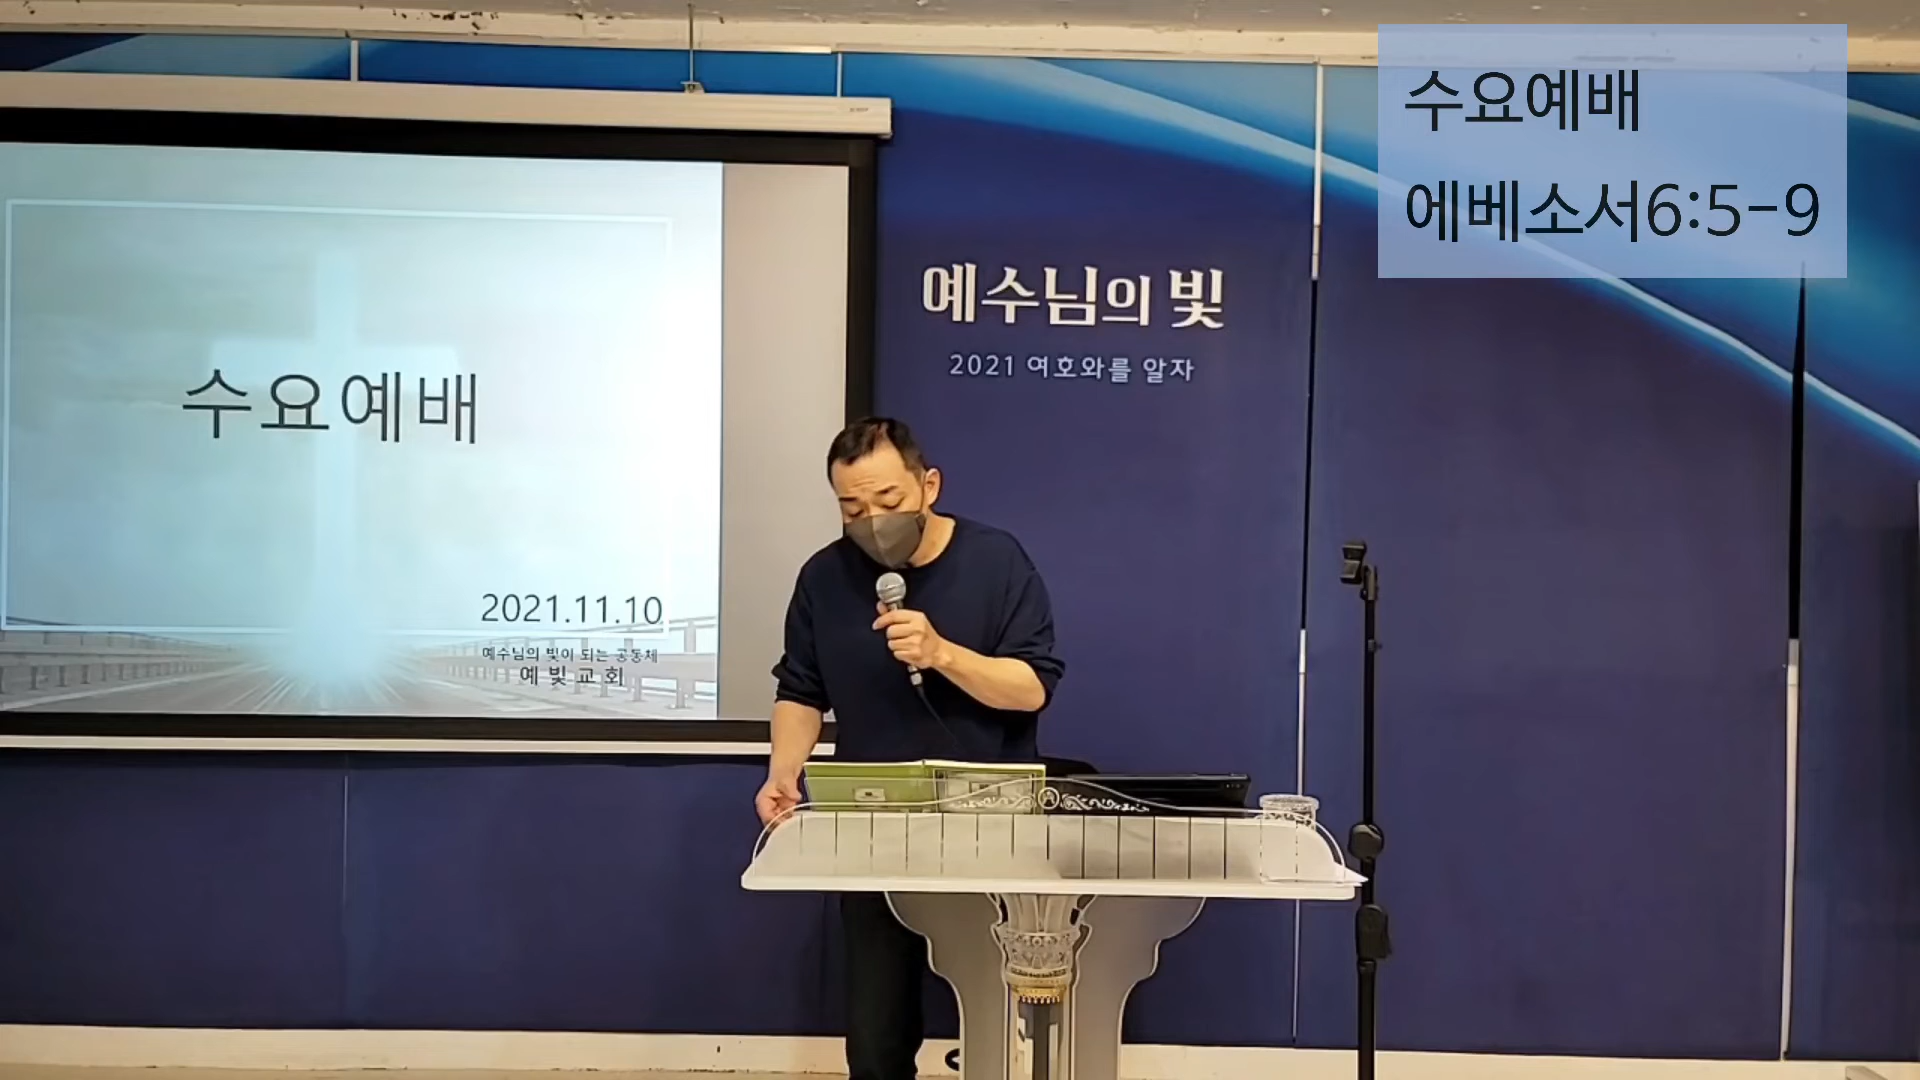 수요예배
에베소서6:5-9
예수님의 빛
2021 여호와를 알자
수요예배
2021.11.10
예수님의 빛이 되는 공동체
예빛교회